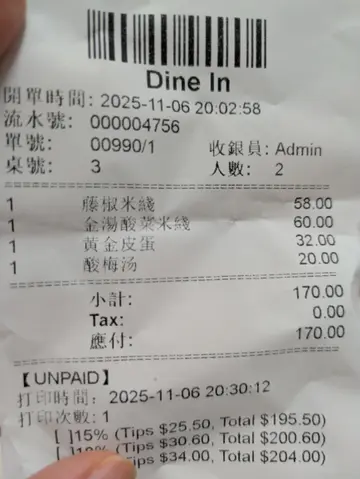 Dine In
開單時間: 2025-11-06 20:02:58
流水號: 000004756
單號: 00990/1 收銀員: Admin
桌號: 3 人數: 2
1 藤椒米綫 58.00
1 金湯酸菜米綫 60.00
1 黃金皮蛋 32.00
1 酸梅汤 20.00
小計: 170.00
Tax: 0.00
應付: 170.00
【UNPAID】
打印時間: 2025-11-06 20:30:12
打印次數: 1
[ ]15% (Tips $25.50, Total $195.50)
[ ]18% (Tips $30.60, Total $200.60)
ips $34.00, Total $204.00)